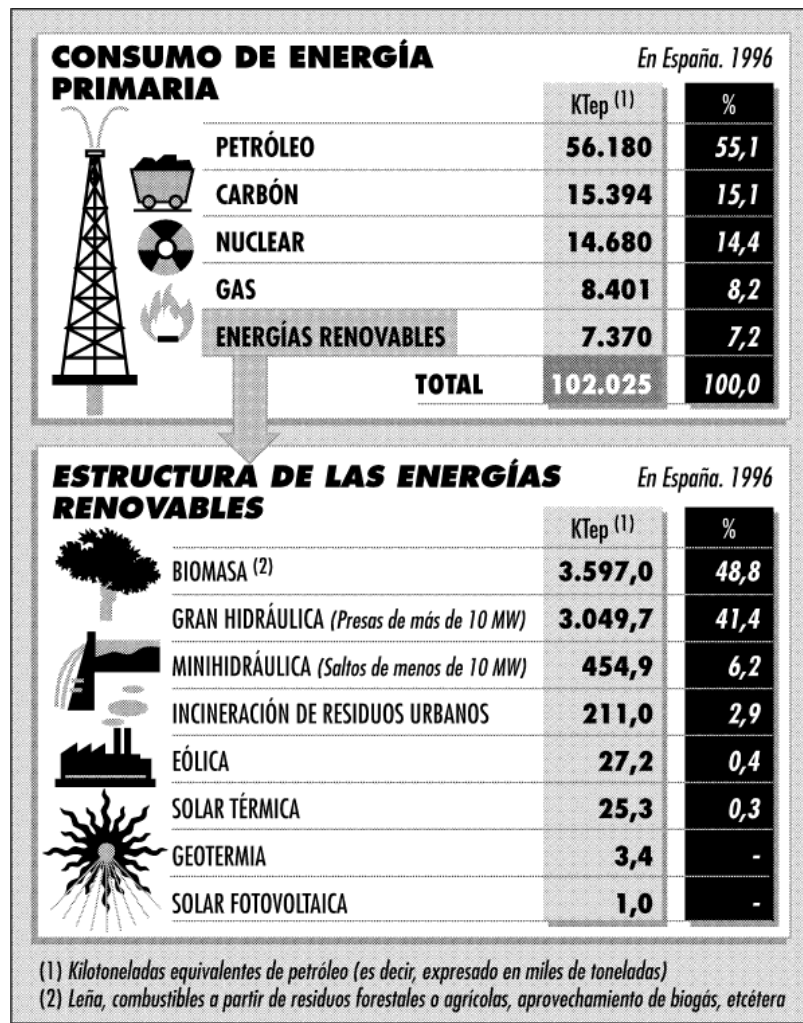 CONSUMO DE ENERGÍA PRIMARIA
En España. 1996
KTep (1) %
PETRÓLEO 56.180 55,1
CARBÓN 15.394 15,1
NUCLEAR 14.680 14,4
GAS 8.401 8,2
ENERGÍAS RENOVABLES 7.370 7,2
TOTAL 102.025 100,0
ESTRUCTURA DE LAS ENERGÍAS RENOVABLES
En España. 1996
KTep (1) %
BIOMASA (2) 3.597,0 48,8
GRAN HIDRÁULICA (Presas de más de 10 MW) 3.049,7 41,4
MINIHIDRÁULICA (Saltos de menos de 10 MW) 454,9 6,2
INCINERACIÓN DE RESIDUOS URBANOS 211,0 2,9
EÓLICA 27,2 0,4
SOLAR TÉRMICA 25,3 0,3
GEOTERMIA 3,4 -
SOLAR FOTOVOLTAICA 1,0 -
(1) Kilotoneladas equivalentes de petróleo (es decir, expresado en miles de toneladas)
(2) Leña, combustibles a partir de residuos forestales o agrícolas, aprovechamiento de biogás, etcétera